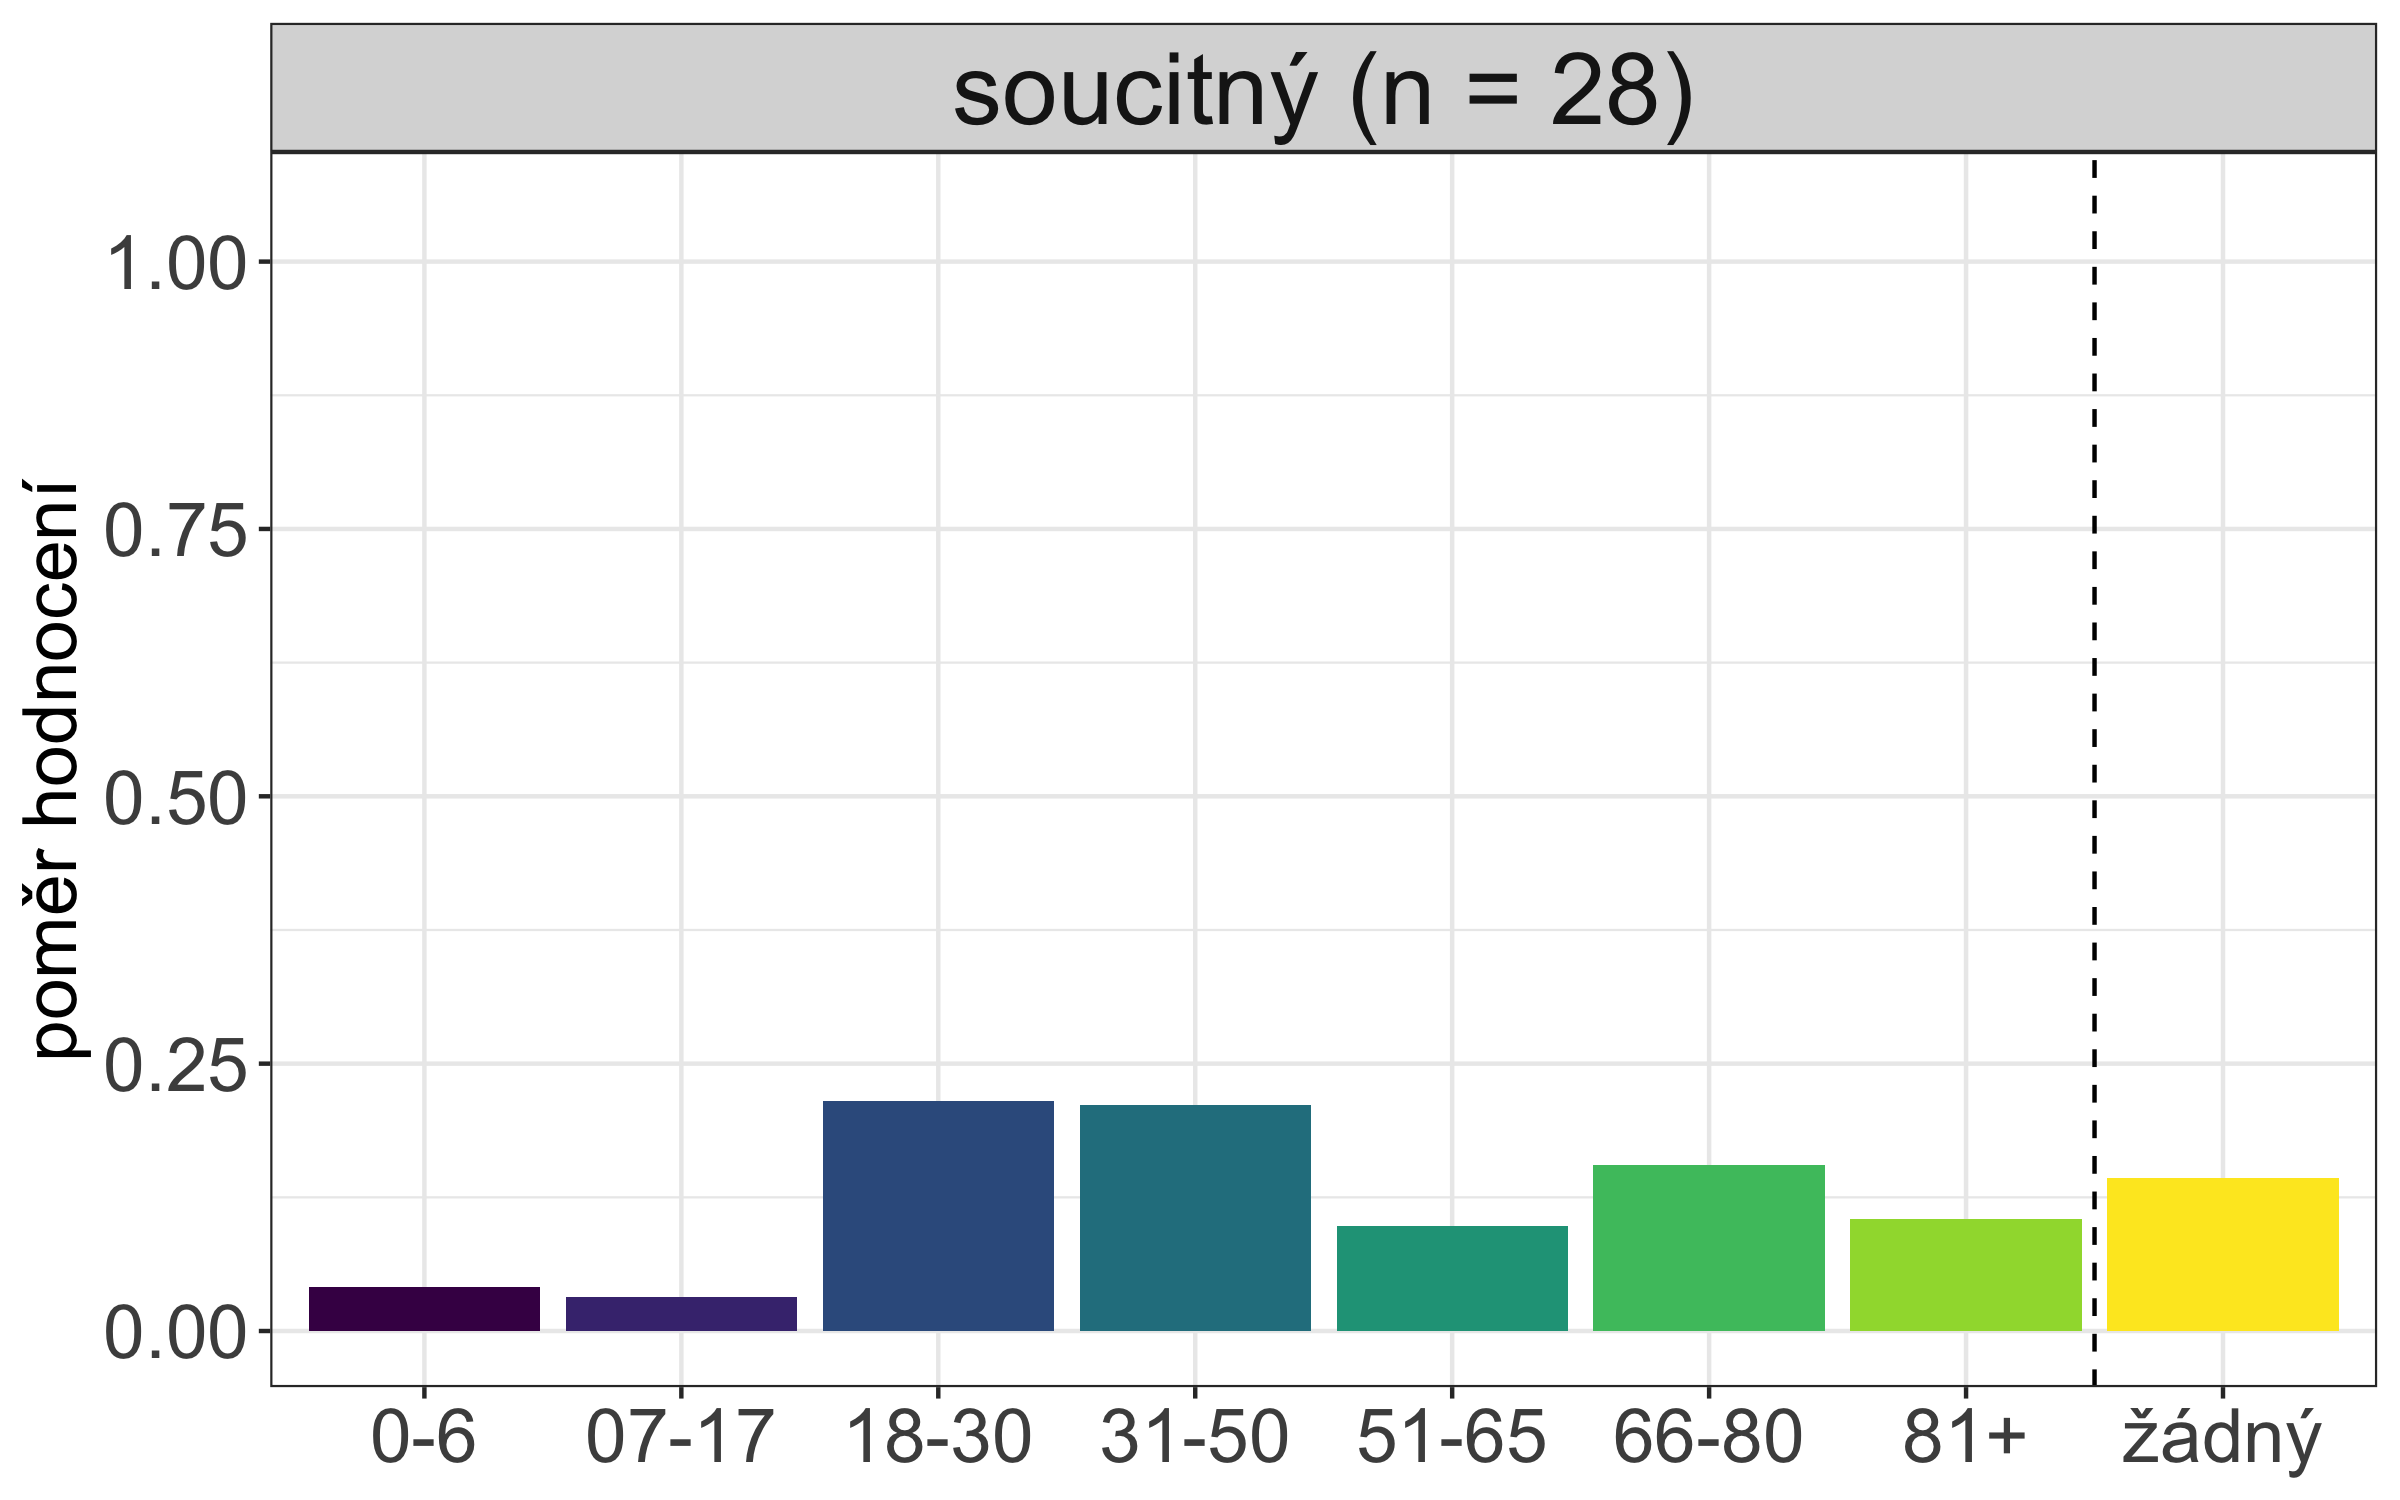 soucitný (n = 28)
poměr hodnocení
1.00
0.75
0.50
0.25
0.00
0-6 07-17 18-30 31-50 51-65 66-80 81+ žádný